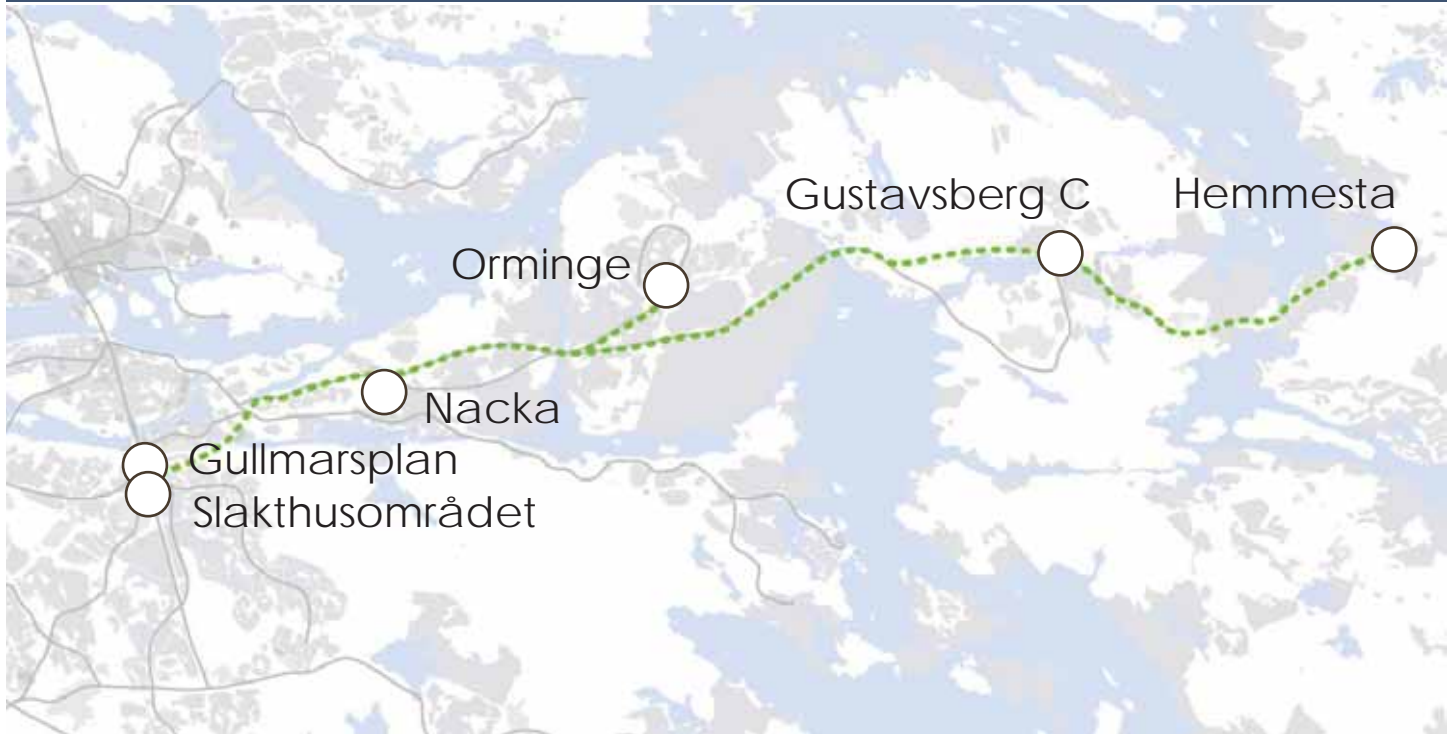 Gustavsberg C
Hemmesta
Orminge
Nacka
Gullmarsplan
Slakthusområdet